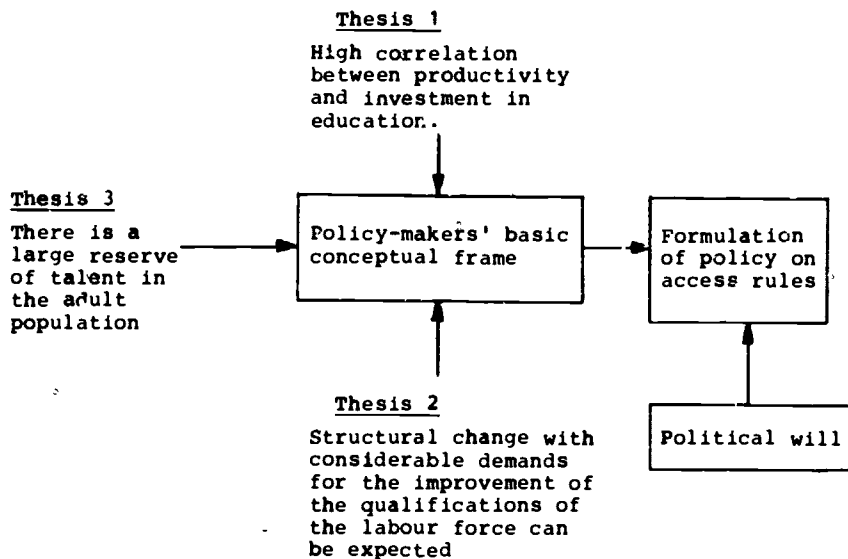 Thesis 1
High correlation
between productivity
and investment in
education.
Thesis 3
There is a
large reserve
of talent in
the adult
population
Policy-makers' basic
conceptual frame
Formulation
of policy on
access rules
Thesis 2
Structural change with
considerable demands
for the improvement of
the qualifications of
the labour force can
be expected
Political will